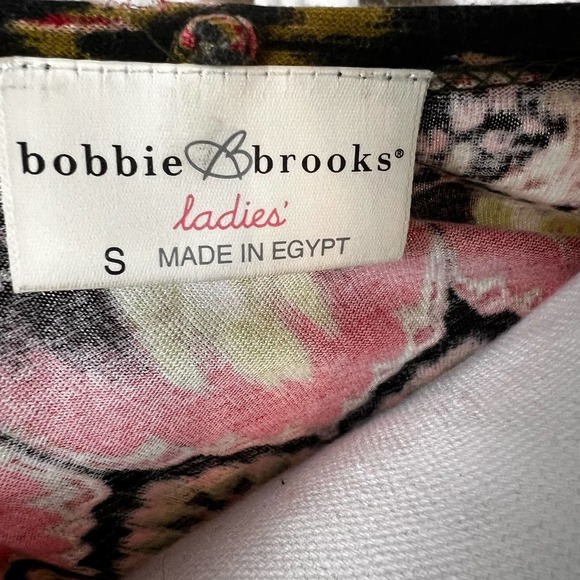 bobbie B brooks®
ladies'
S MADE IN EGYPT